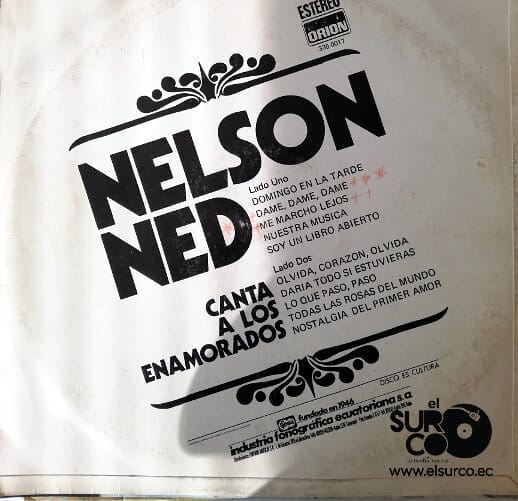 ESTEREO
ORION
330 0017
NELSON
NED
Lado Uno
DOMINGO EN LA TARDE
DAME, DAME, DAME
ME MARCHO LEJOS
NUESTRA MUSICA
SOY UN LIBRO ABIERTO
Lado Dos
OLVIDA, CORAZON, OLVIDA
DARIA TODO SI ESTUVIERAS
LO QUE PASO, PASO
TODAS LAS ROSAS DEL MUNDO
NOSTALGIA DEL PRIMER AMOR
CANTA
A LOS
ENAMORADOS
DISCO ES CULTURA
fundada en 1946
industria fonográfica ecuatoriana s.a.
el
SUR
CO
www.elsurco.ec